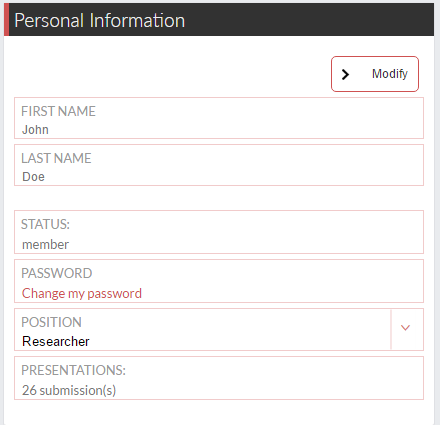 Personal Information
Modify
FIRST NAME
John
LAST NAME
Doe
STATUS:
member
PASSWORD
Change my password
POSITION
Researcher
PRESENTATIONS:
26 submission(s)